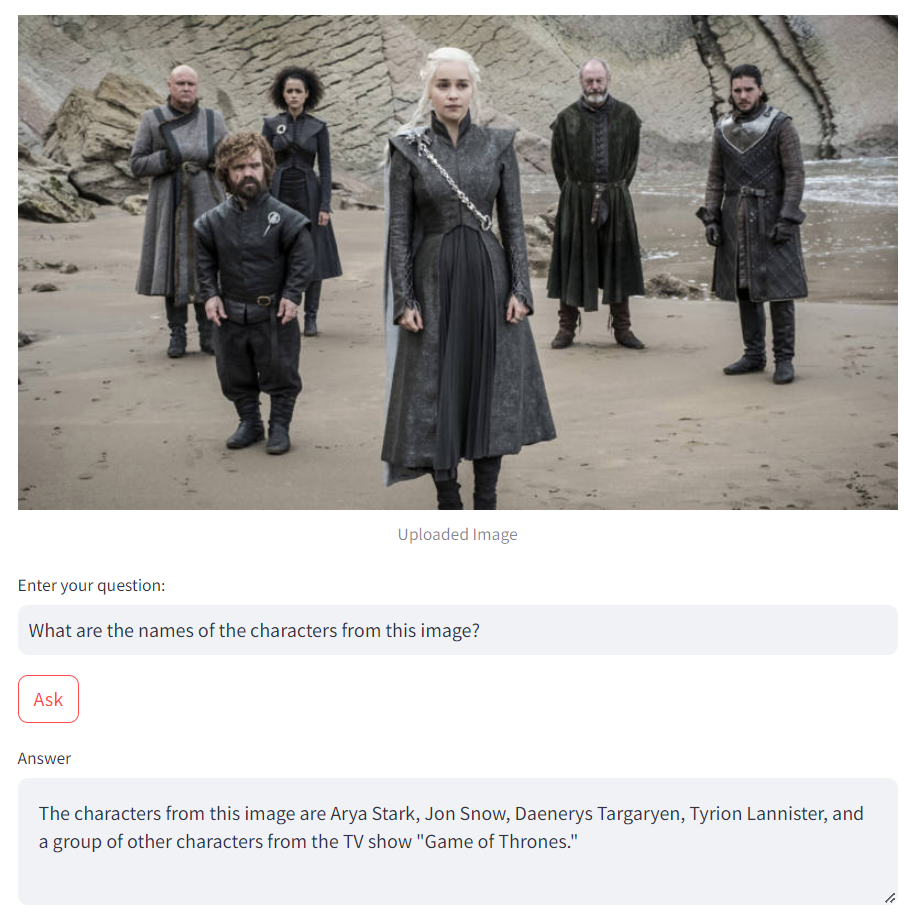 Uploaded Image
Enter your question:
What are the names of the characters from this image?
Ask
Answer
The characters from this image are Arya Stark, Jon Snow, Daenerys Targaryen, Tyrion Lannister, and
a group of other characters from the TV show "Game of Thrones."